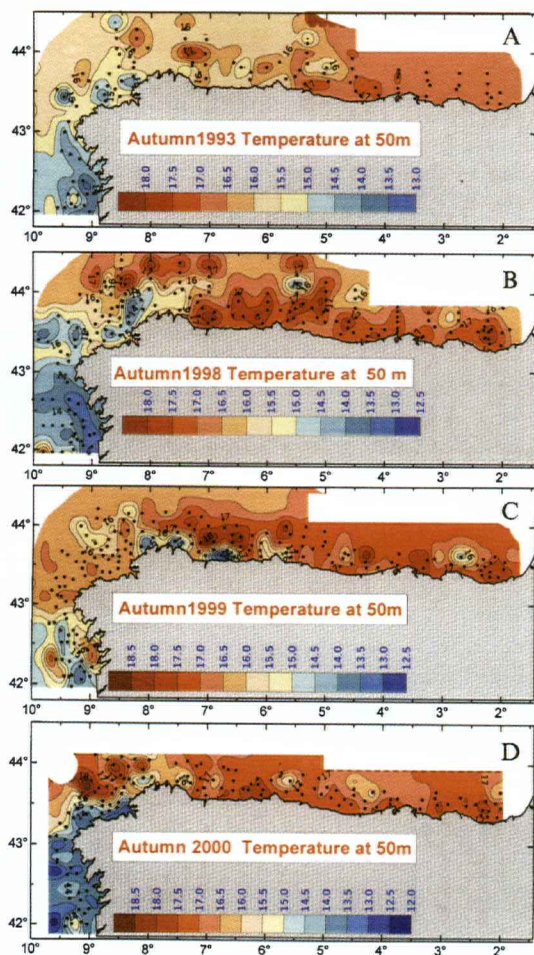 A
44°
43°
42°
Autumn1993 Temperature at 50m
18.0 17.5 17.0 16.5 16.0 15.5 15.0 14.5 14.0 13.5 13.0
10° 9° 8° 7° 6° 5° 4° 3° 2°
B
44°
43°
42°
Autumn1998 Temperature at 50 m
18.0 17.5 17.0 16.5 16.0 15.5 15.0 14.5 14.0 13.5 13.0 12.5
10° 9° 8° 7° 6° 5° 4° 3° 2°
C
44°
43°
42°
Autumn1999 Temperature at 50m
18.5 18.0 17.5 17.0 16.5 16.0 15.5 15.0 14.5 14.0 13.5 13.0 12.5
10° 9° 8° 7° 6° 5° 4° 3° 2°
D
44°
43°
42°
Autumn 2000 Temperature at 50m
18.5 18.0 17.5 17.0 16.5 16.0 15.5 15.0 14.5 14.0 13.5 13.0 12.5 12.0
10° 9° 8° 7° 6° 5° 4° 3° 2°